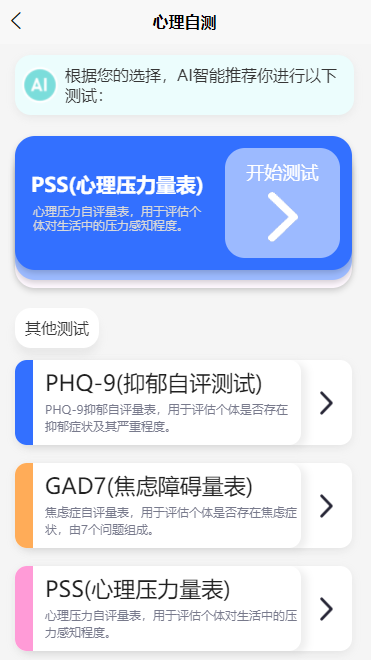 心理自测
AI
根据您的选择，AI智能推荐你进行以下
测试：
PSS(心理压力量表)
心理压力自评量表，用于评估个
体对生活中的压力感知程度。
开始测试
其他测试
PHQ-9(抑郁自评测试)
PHQ-9抑郁自评量表，用于评估个体是否存在
抑郁症状及其严重程度。
GAD7(焦虑障碍量表)
焦虑症自评量表，用于评估个体是否存在焦虑症
状，由7个问题组成。
PSS(心理压力量表)
心理压力自评量表，用于评估个体对生活中的压
力感知程度。